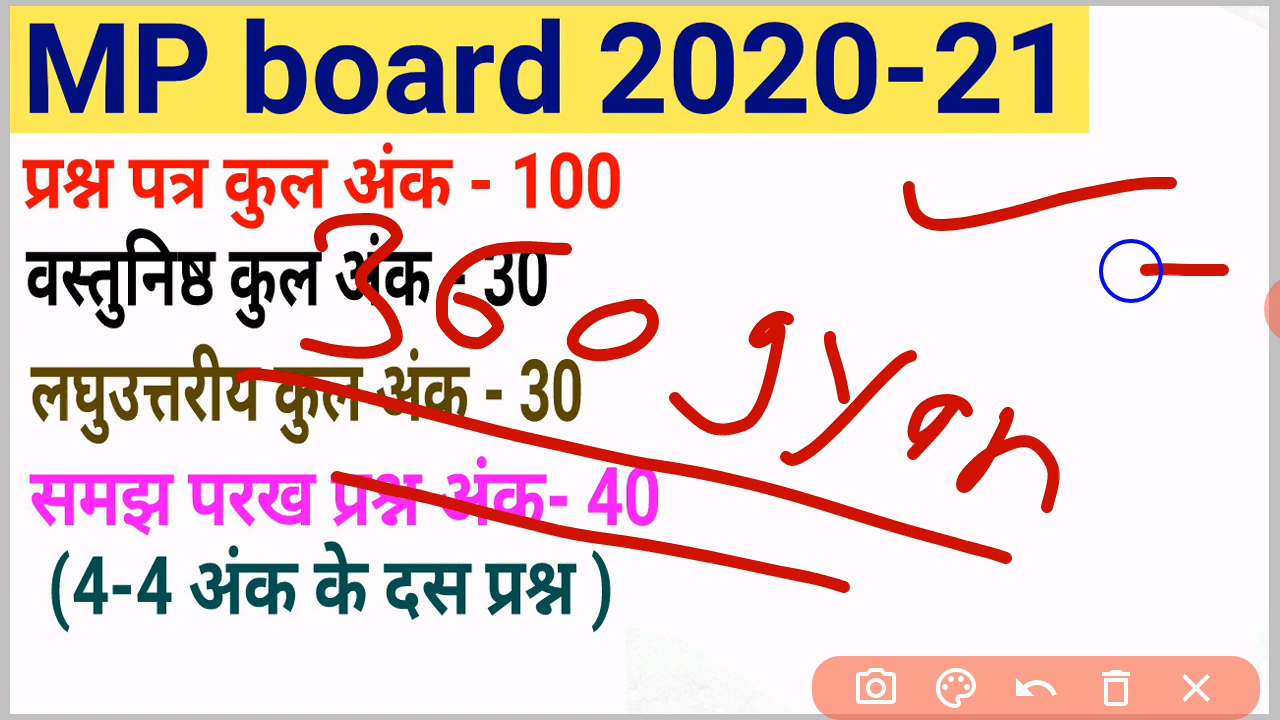 MP board 2020-21
प्रश्न पत्र कुल अंक - 100
वस्तुनिष्ठ कुल अंक - 30
लघुउत्तरीय कुल अंक - 30
समझ परख प्रश्न अंक- 40
(4-4 अंक के दस प्रश्न )
360 gyan